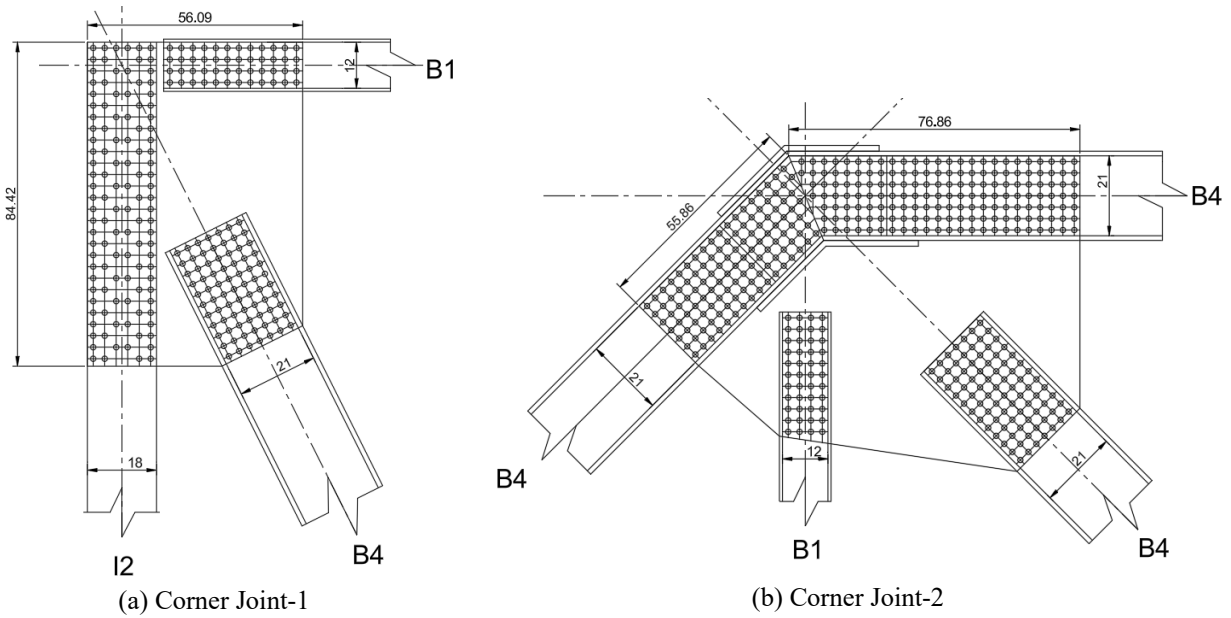 56.09
12
B1
84.42
21
18
I2
B4
(a) Corner Joint-1
76.86
55.86
21
B4
21
12
21
B4
B1
B4
(b) Corner Joint-2